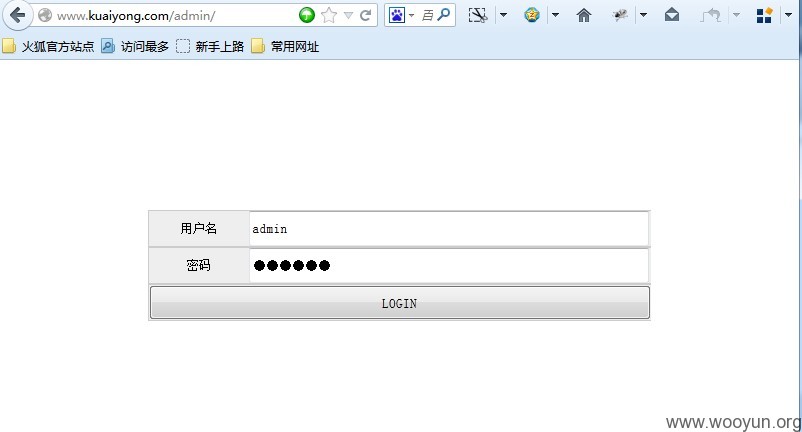 www.kuaiyong.com/admin/
百
火狐官方站点 访问最多 新手上路 常用网址
用户名 admin
密码 ●●●●●●
LOGIN
www.wooyun.org